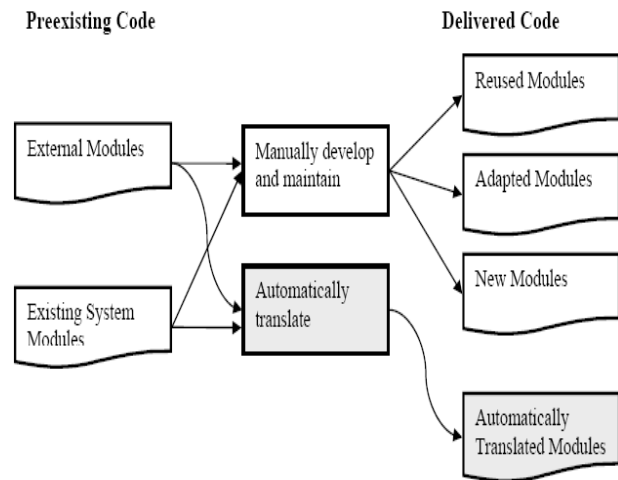 Preexisting Code
Delivered Code
External Modules
Existing System
Modules
Manually develop
and maintain
Automatically
translate
Reused Modules
Adapted Modules
New Modules
Automatically
Translated Modules